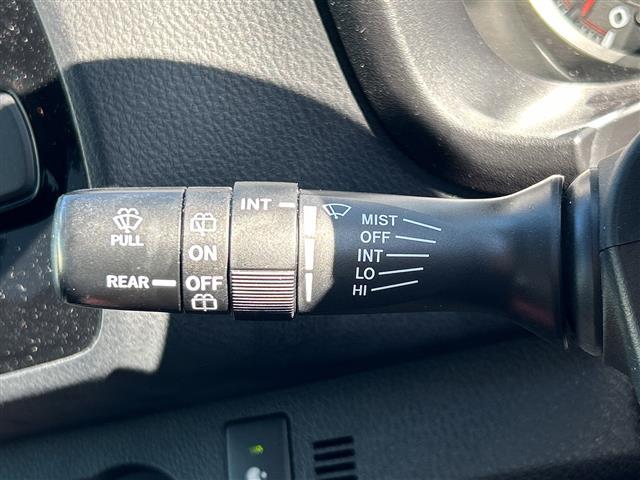 PULL
REAR
ON
OFF
INT
MIST
OFF
INT
LO
HI